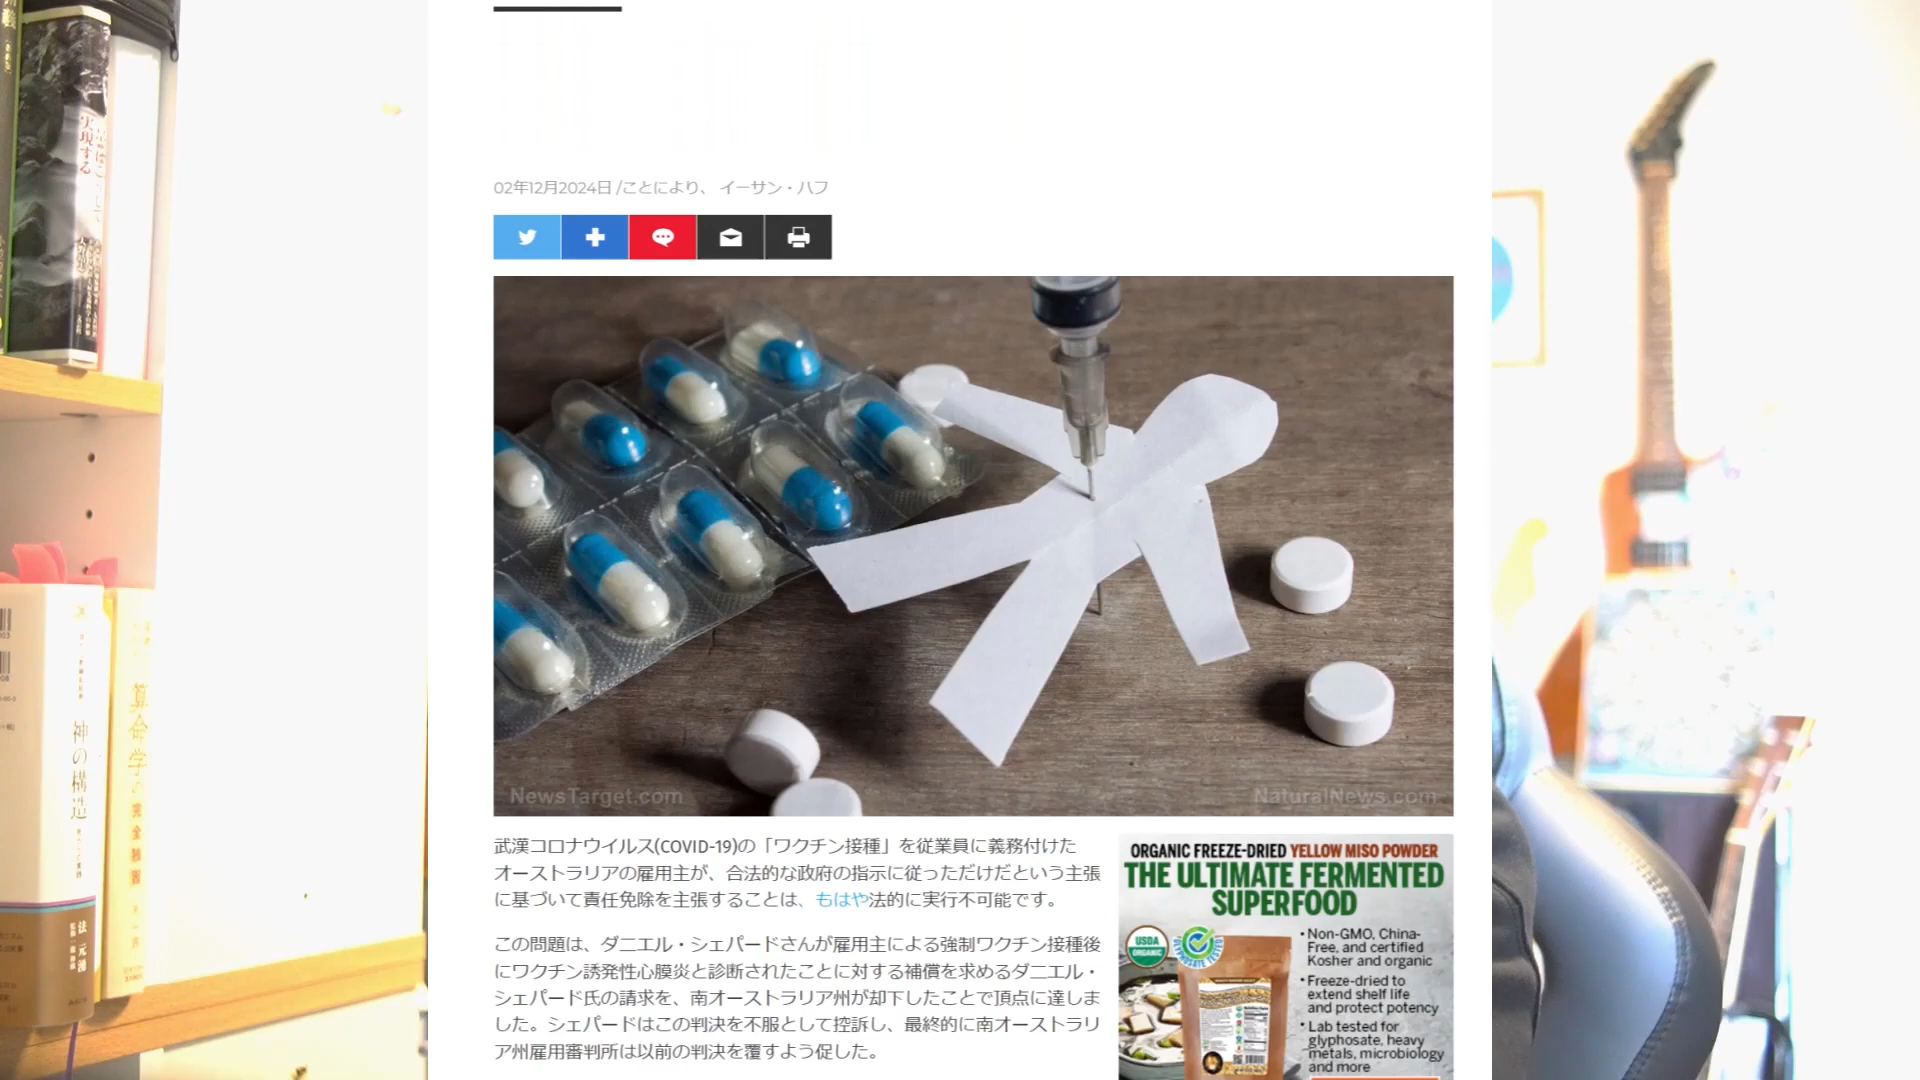 02年12月2024日 /ことにより、 イーサン・ハフ
NewsTarget.com
NaturalNews.com
武漢コロナウイルス(COVID-19)の「ワクチン接種」を従業員に義務付けた
オーストラリアの雇用主が、合法的な政府の指示に従っただけだという主張
に基づいて責任免除を主張することは、もはや法的に実行不可能です。
この問題は、ダニエル・シェパードさんが雇用主による強制ワクチン接種後
にワクチン誘発性心膜炎と診断されたことに対する補償を求めるダニエル・
シェパード氏の請求を、南オーストラリア州が却下したことで頂点に達しま
した。シェパードはこの判決を不服として控訴し、最終的に南オーストラリ
ア州雇用審判所は以前の判決を覆すよう促した。
ORGANIC FREEZE-DRIED YELLOW MISO POWDER
THE ULTIMATE FERMENTED
SUPERFOOD
USDA
ORGANIC
• Non-GMO, China-
Free, and certified
Kosher and organic
• Freeze-dried to
extend shelf life
and protect potency
• Lab tested for
glyphosate, heavy
metals, microbiology
and more
実現する
神の構造
算命学の完全独習
法元湧